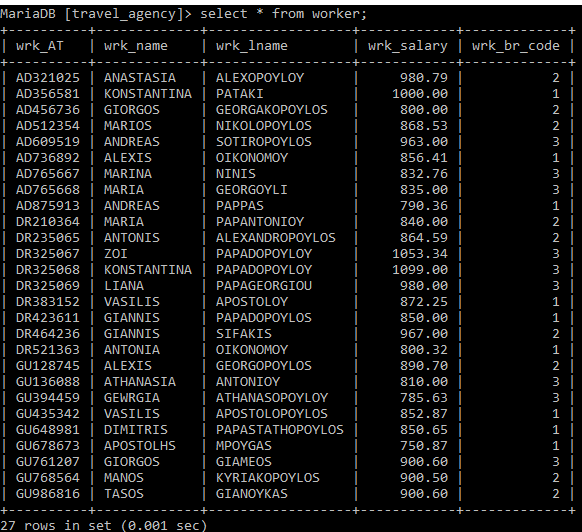 MariaDB [travel_agency]> select * from worker;
+----------+-------------+------------------+------------+-------------+
| wrk_AT   | wrk_name    | wrk_lname        | wrk_salary | wrk_br_code |
+----------+-------------+------------------+------------+-------------+
| AD321025 | ANASTASIA   | ALEXOPOYLOY      |     980.79 |           2 |
| AD356581 | KONSTANTINA | PATAKI           |    1000.00 |           1 |
| AD456736 | GIORGOS     | GEORGAKOPOYLOS   |     800.00 |           2 |
| AD512354 | MARIOS      | NIKOLOPOYLOS     |     868.53 |           2 |
| AD609519 | ANDREAS     | SOTIROPOYLOS     |     963.00 |           3 |
| AD736892 | ALEXIS      | OIKONOMOY        |     856.41 |           1 |
| AD765667 | MARINA      | NINIS            |     832.76 |           3 |
| AD765668 | MARIA       | GEORGOYLI        |     835.00 |           3 |
| AD875913 | ANDREAS     | PAPPAS           |     790.36 |           1 |
| DR210364 | MARIA       | PAPANTONIOY      |     840.00 |           2 |
| DR235065 | ANTONIS     | ALEXANDROPOYLOS  |     864.59 |           2 |
| DR325067 | ZOI         | PAPADOPOYLOY     |    1053.34 |           3 |
| DR325068 | KONSTANTINA | PAPADOPOYLOY     |    1099.00 |           3 |
| DR325069 | LIANA       | PAPAGEORGIOU     |     980.00 |           3 |
| DR383152 | VASILIS     | APOSTOLOY        |     872.25 |           1 |
| DR423611 | GIANNIS     | PAPADOPOYLOS     |     850.00 |           1 |
| DR464236 | GIANNIS     | SIFAKIS          |     967.00 |           2 |
| DR521363 | ANTONIA     | OIKONOMOY        |     800.32 |           1 |
| GU128745 | ALEXIS      | GEORGOPOYLOS     |     890.70 |           2 |
| GU136088 | ATHANASIA   | ANTONIOY         |     810.00 |           3 |
| GU394459 | GEWRGIA     | ATHANASOPOYLOY   |     785.63 |           3 |
| GU435342 | VASILIS     | APOSTOLOPOYLOS   |     852.87 |           1 |
| GU648981 | DIMITRIS    | PAPASTATHOPOYLOS |     850.65 |           1 |
| GU678673 | APOSTOLHS   | MPOYGAS          |     750.87 |           1 |
| GU761207 | GIORGOS     | GIAMEOS          |     900.60 |           3 |
| GU768564 | MANOS       | KYRIAKOPOYLOS    |     900.50 |           2 |
| GU986816 | TASOS       | GIANOYKAS        |     900.60 |           2 |
+----------+-------------+------------------+------------+-------------+
27 rows in set (0.001 sec)